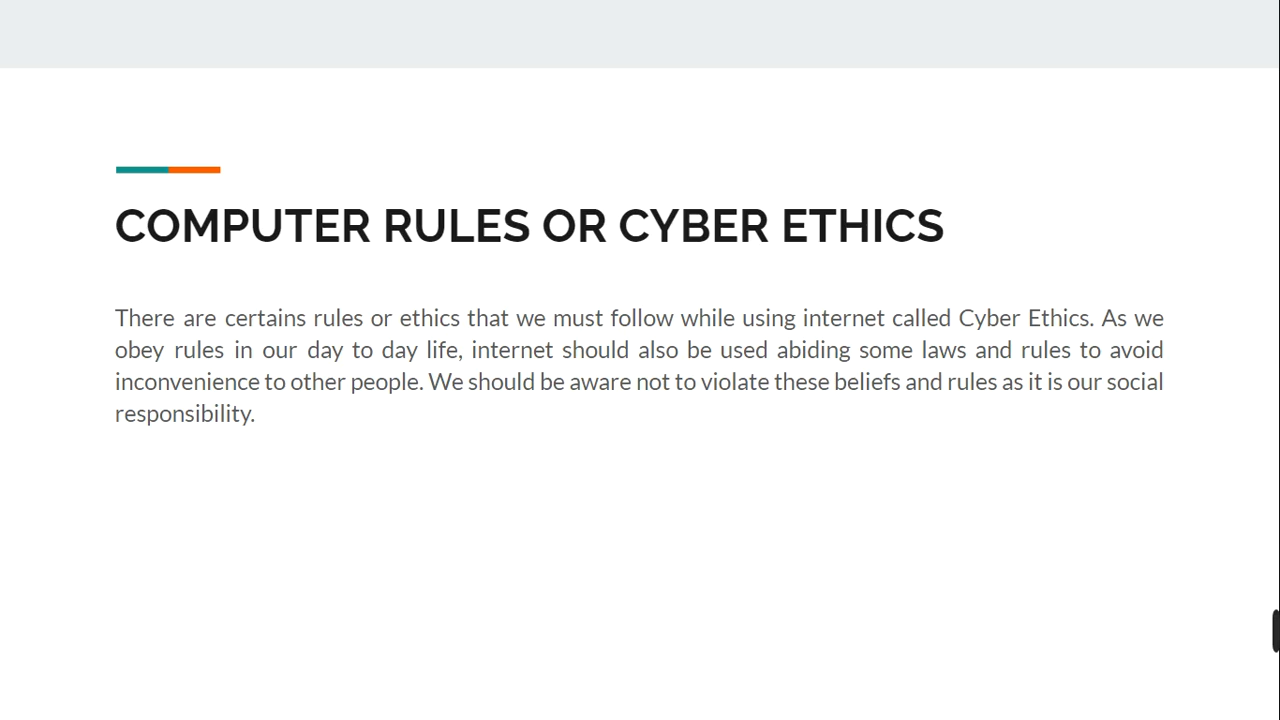 COMPUTER RULES OR CYBER ETHICS
There are certains rules or ethics that we must follow while using internet called Cyber Ethics. As we
obey rules in our day to day life, internet should also be used abiding some laws and rules to avoid
inconvenience to other people. We should be aware not to violate these beliefs and rules as it is our social
responsibility.